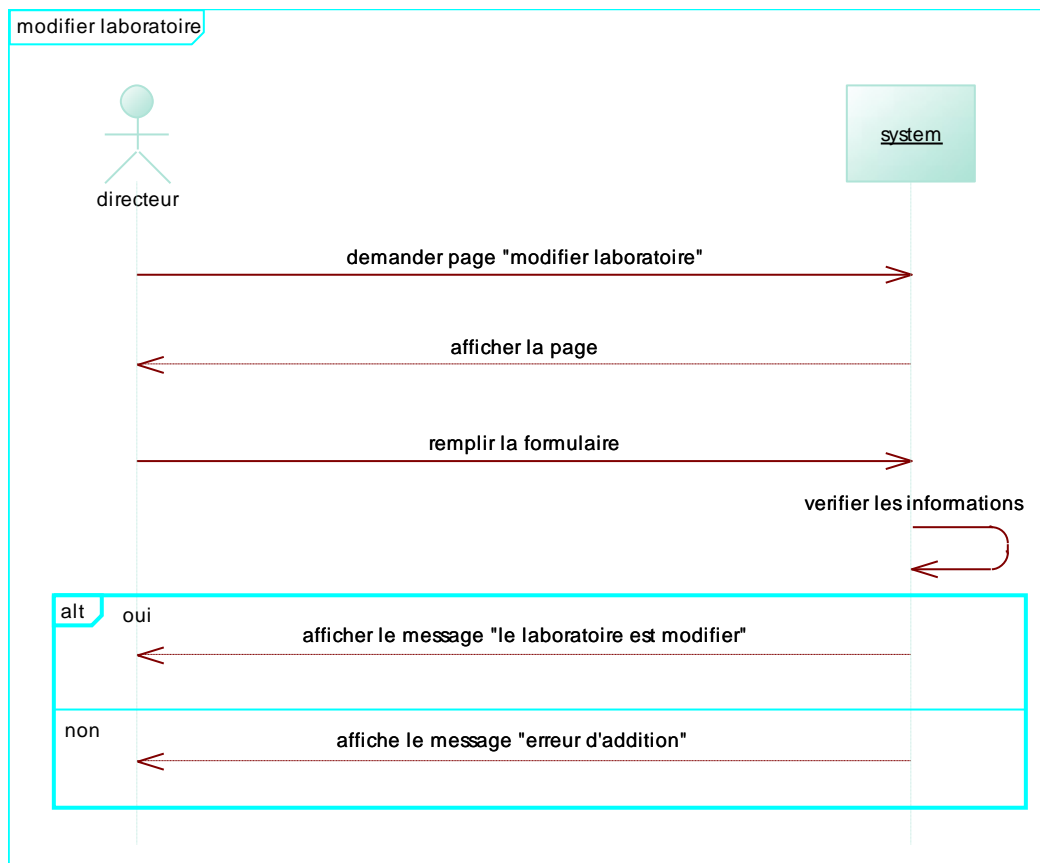 modifier laboratoire
system
directeur
demander page "modifier laboratoire"
afficher la page
remplir la formulaire
verifier les informations
alt
oui
afficher le message "le laboratoire est modifier"
non
affiche le message "erreur d'addition"